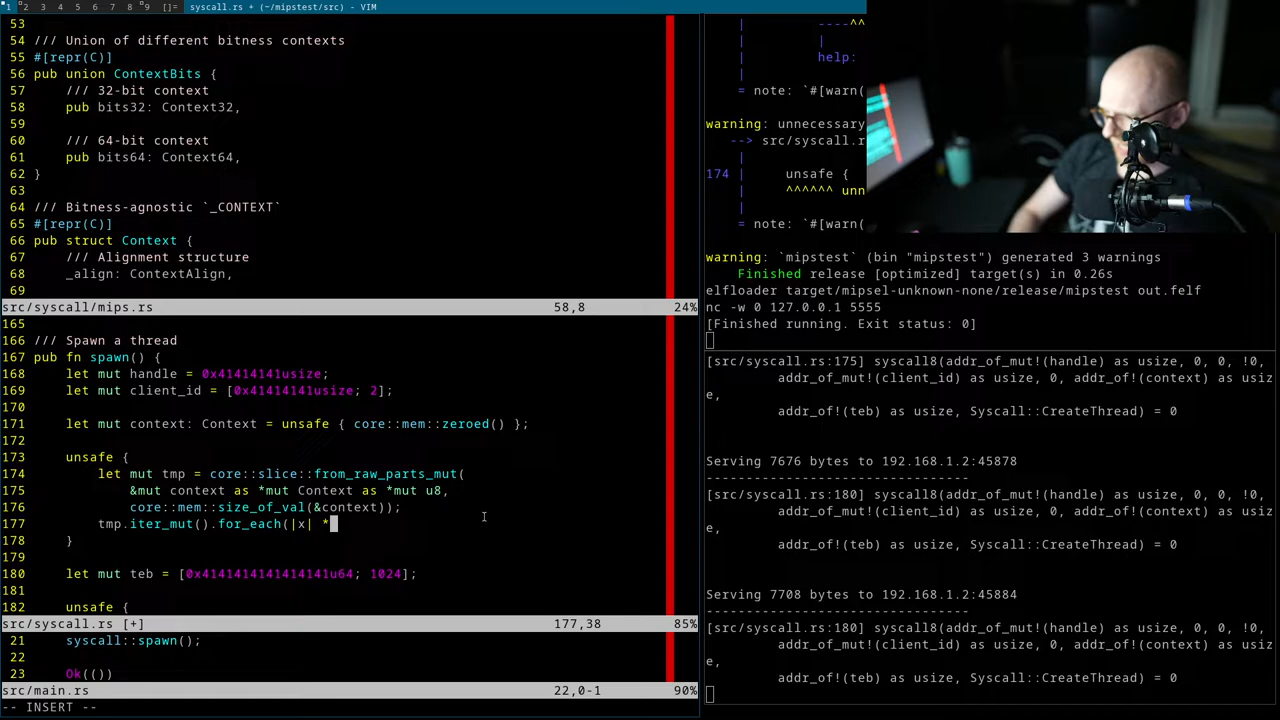 1 2 3 4 5 6 7 8 9 []= syscall.rs + (~/mipstest/src) - VIM
53
54 /// Union of different bitness contexts
55 #[repr(C)]
56 pub union ContextBits {
57     /// 32-bit context
58     pub bits32: Context32,
59
60     /// 64-bit context
61     pub bits64: Context64,
62 }
63
64 /// Bitness-agnostic `_CONTEXT`
65 #[repr(C)]
66 pub struct Context {
67     /// Alignment structure
68     _align: ContextAlign,
69
src/syscall/mips.rs 58,8 24%
165
166 /// Spawn a thread
167 pub fn spawn() {
168     let mut handle = 0x41414141usize;
169     let mut client_id = [0x41414141usize; 2];
170
171     let mut context: Context = unsafe { core::mem::zeroed() };
172
173     unsafe {
174         let mut tmp = core::slice::from_raw_parts_mut(
175             &mut context as *mut Context as *mut u8,
176             core::mem::size_of_val(&context));
177         tmp.iter_mut().for_each(|x| *
178     }
179
180     let mut teb = [0x4141414141414141u64; 1024];
181
182     unsafe {
src/syscall.rs [+] 177,38 85%
21     syscall::spawn();
22
23     Ok(())
src/main.rs 22,0-1 90%
-- INSERT --
|         ----^^
|         |
|         help:
|
= note: `#[warn(
warning: unnecessary
--> src/syscall.r
|
174 |     unsafe {
|     ^^^^^^ unn
|
= note: `#[warn(
warning: `mipstest` (bin "mipstest") generated 3 warnings
Finished release [optimized] target(s) in 0.26s
elfloader target/mipsel-unknown-none/release/mipstest out.felf
nc -w 0 127.0.0.1 5555
[Finished running. Exit status: 0]
[src/syscall.rs:175] syscall8(addr_of_mut!(handle) as usize, 0, 0, !0,
addr_of_mut!(client_id) as usize, 0, addr_of!(context) as usiz
e,
addr_of!(teb) as usize, Syscall::CreateThread) = 0
Serving 7676 bytes to 192.168.1.2:45878
---------------------------------
[src/syscall.rs:180] syscall8(addr_of_mut!(handle) as usize, 0, 0, !0,
addr_of_mut!(client_id) as usize, 0, addr_of!(context) as usiz
e,
addr_of!(teb) as usize, Syscall::CreateThread) = 0
Serving 7708 bytes to 192.168.1.2:45884
---------------------------------
[src/syscall.rs:180] syscall8(addr_of_mut!(handle) as usize, 0, 0, !0,
addr_of_mut!(client_id) as usize, 0, addr_of!(context) as usiz
e,
addr_of!(teb) as usize, Syscall::CreateThread) = 0